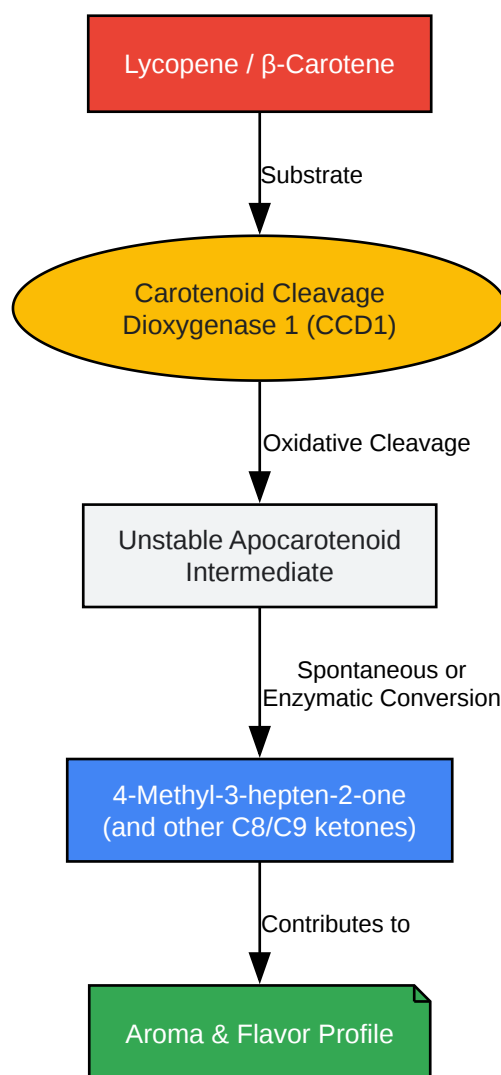 Lycopene / β-Carotene
Substrate
Carotenoid Cleavage
Dioxygenase 1 (CCD1)
Oxidative Cleavage
Unstable Apocarotenoid
Intermediate
Spontaneous or
Enzymatic Conversion
4-Methyl-3-hepten-2-one
(and other C8/C9 ketones)
Contributes to
Aroma & Flavor Profile